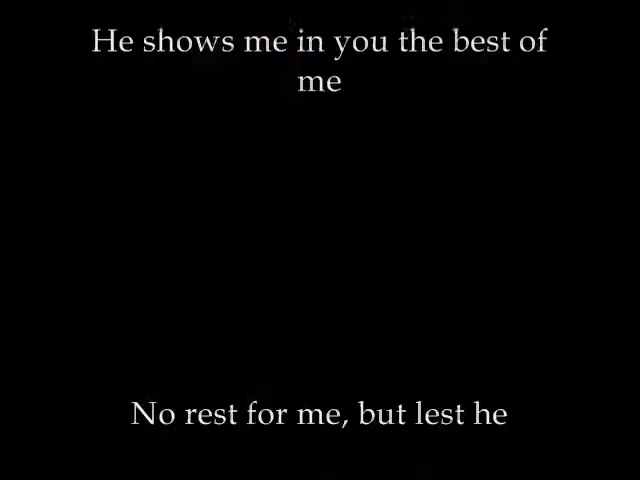 He shows me in you the best of
me
No rest for me, but lest he